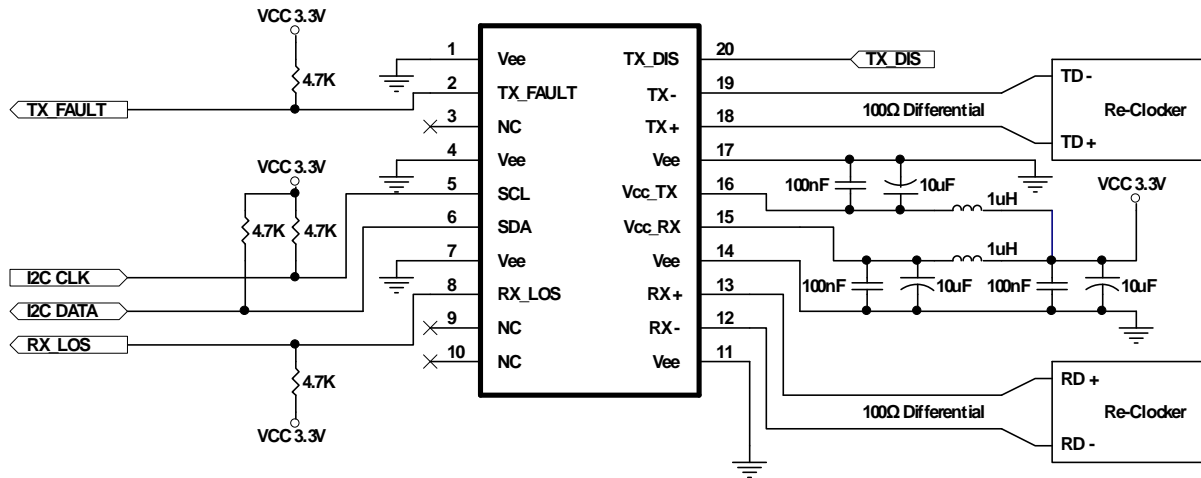 VCC 3.3V
4.7K
TX_FAULT
VCC 3.3V
4.7K
4.7K
I2C CLK
I2C DATA
RX_LOS
4.7K
VCC 3.3V
1
Vee
2
TX_FAULT
3
NC
4
Vee
5
SCL
6
SDA
7
Vee
8
RX_LOS
9
NC
10
NC
TX_DIS
20
TX-
19
TX+
18
Vee
17
Vcc_TX
16
Vcc_RX
15
Vee
14
RX+
13
RX-
12
Vee
11
TX_DIS
TD -
100Ω Differential
Re-Clocker
TD +
100nF
10uF
1uH
VCC 3.3V
1uH
100nF
10uF
100nF
10uF
RD +
100Ω Differential
Re-Clocker
RD -